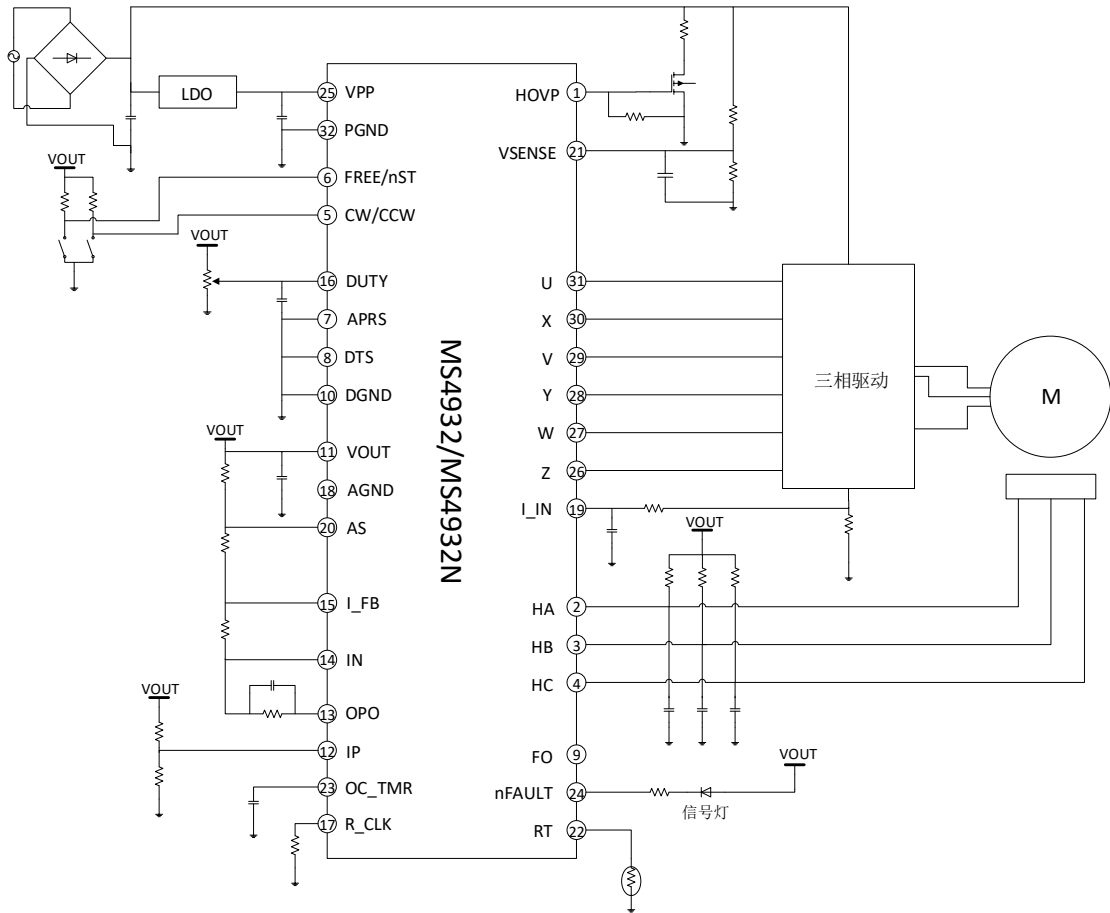 LDO
25 VPP
32 PGND
VOUT
6 FREE/nST
5 CW/CCW
VOUT
16 DUTY
7 APRS
8 DTS
10 DGND
VOUT
11 VOUT
18 AGND
20 AS
15 I_FB
14 IN
13 OPO
VOUT
12 IP
23 OC_TMR
17 R_CLK
MS4932/MS4932N
HOVP 1
VSENSE 21
U 31
X 30
V 29
Y 28
W 27
Z 26
I_IN 19
三相驱动
M
VOUT
HA 2
HB 3
HC 4
FO 9
VOUT
nFAULT 24
信号灯
RT 22